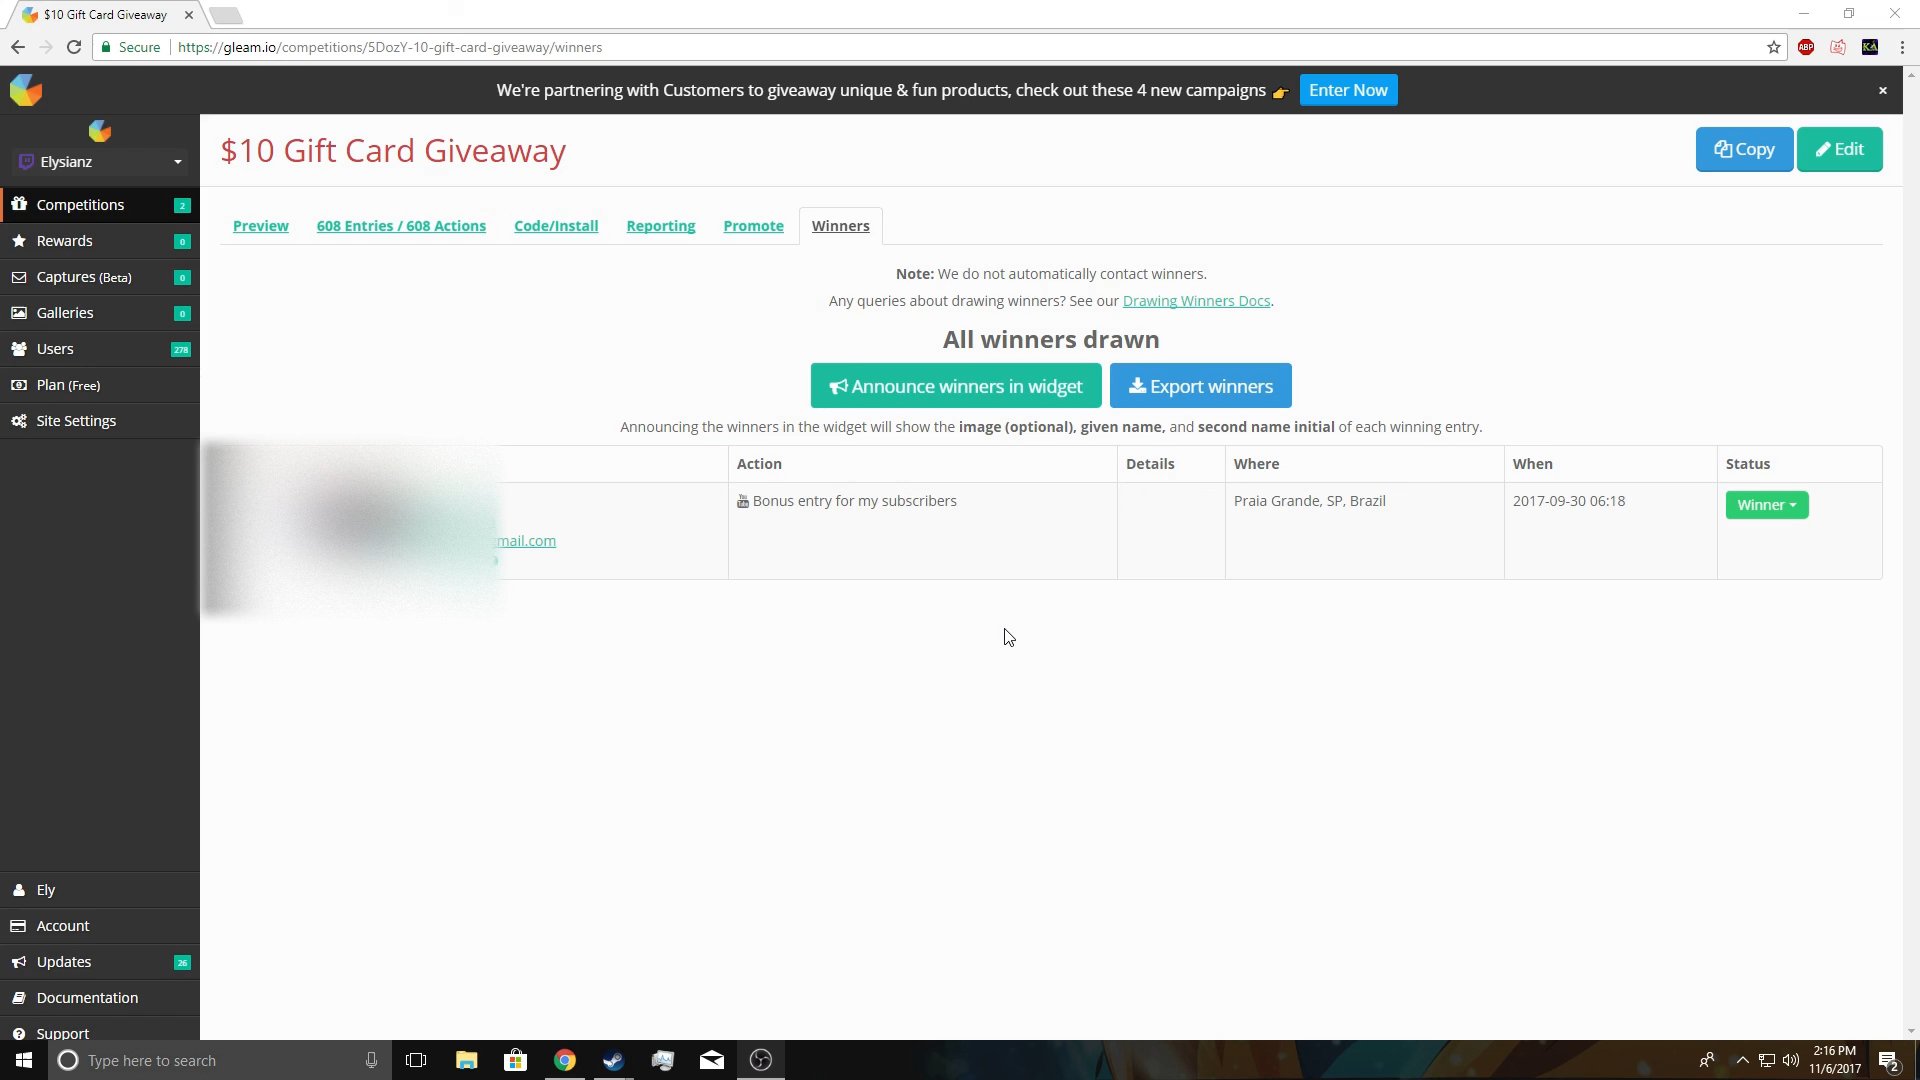 $10 Gift Card Giveaway
Secure https://gleam.io/competitions/5DozY-10-gift-card-giveaway/winners
ABP
KA
We're partnering with Customers to giveaway unique & fun products, check out these 4 new campaigns 👉 Enter Now ×
Elysianz
$10 Gift Card Giveaway
Copy Edit
Competitions 2
Rewards 0
Captures (Beta) 0
Galleries 0
Users 278
Plan (Free)
Site Settings
Preview 608 Entries / 608 Actions Code/Install Reporting Promote Winners
Note: We do not automatically contact winners.
Any queries about drawing winners? See our Drawing Winners Docs.
All winners drawn
Announce winners in widget Export winners
Announcing the winners in the widget will show the image (optional), given name, and second name initial of each winning entry.
Action Details Where When Status
Bonus entry for my subscribers Praia Grande, SP, Brazil 2017-09-30 06:18 Winner
mail.com
Ely
Account
Updates 26
Documentation
Support
Type here to search
2:16 PM
11/6/2017
2